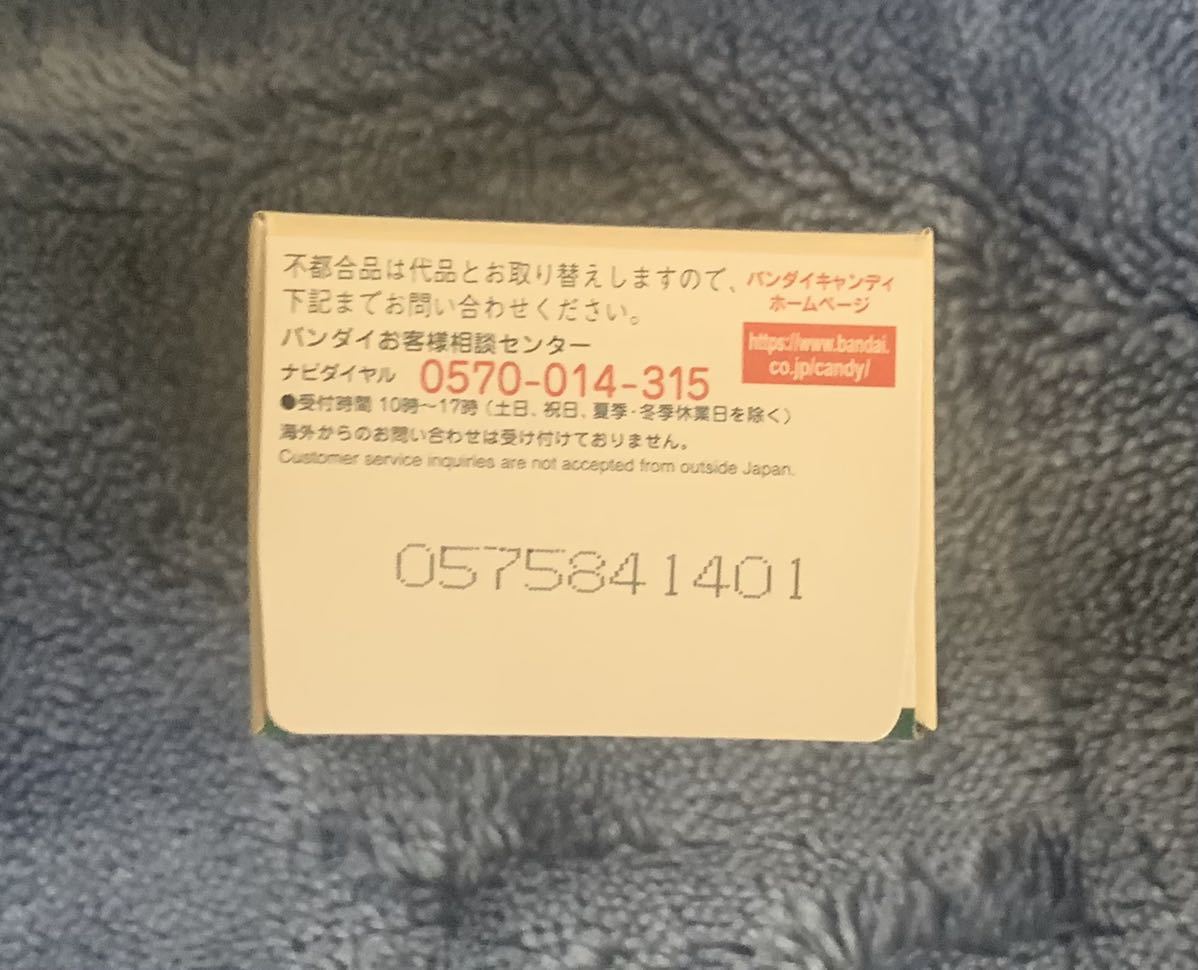 不都合品は代品とお取り替えしますので、
下記までお問い合わせください。
バンダイお客様相談センター
ナビダイヤル 0570-014-315
●受付時間 10時〜17時（土日、祝日、夏季・冬季休業日を除く）
海外からのお問い合わせは受け付けておりません。
Customer service inquiries are not accepted from outside Japan.
バンダイキャンディ
ホームページ
https://www.bandai.
co.jp/candy/
0575841401